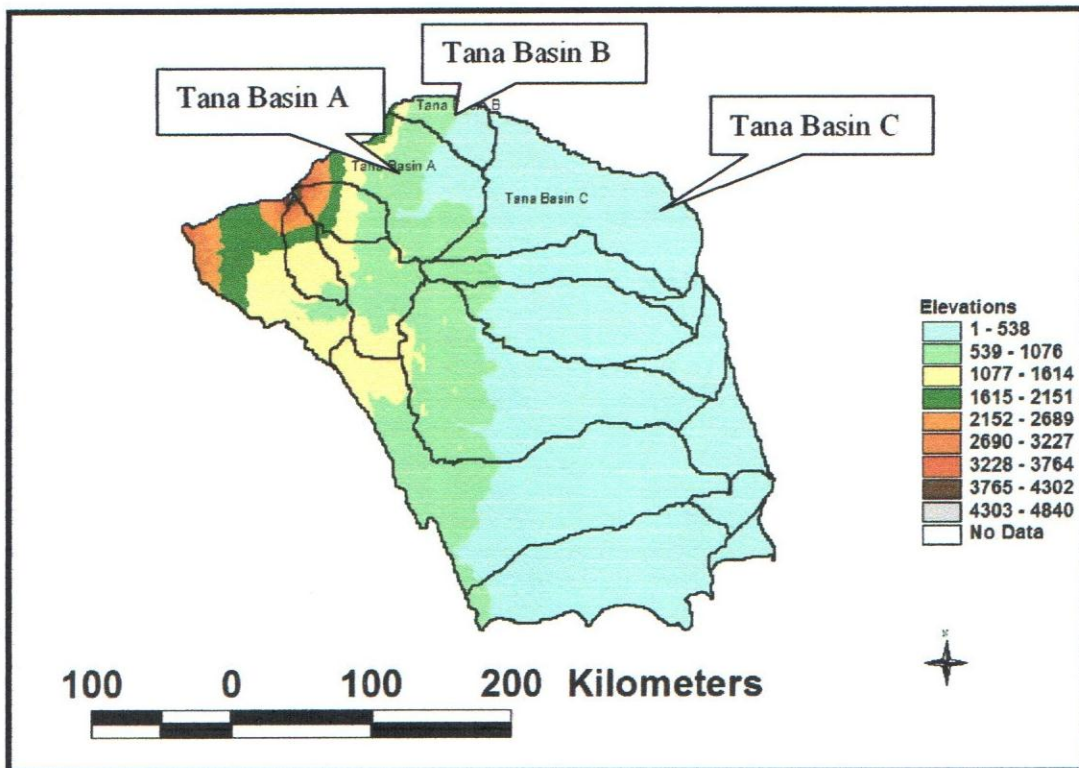 Tana Basin B
Tana Basin A
Tana Basin C
Tana Basin A
Tana Basin C
Elevations
1 - 538
539 - 1076
1077 - 1614
1615 - 2151
2152 - 2689
2690 - 3227
3228 - 3764
3765 - 4302
4303 - 4840
No Data
100 0 100 200 Kilometers